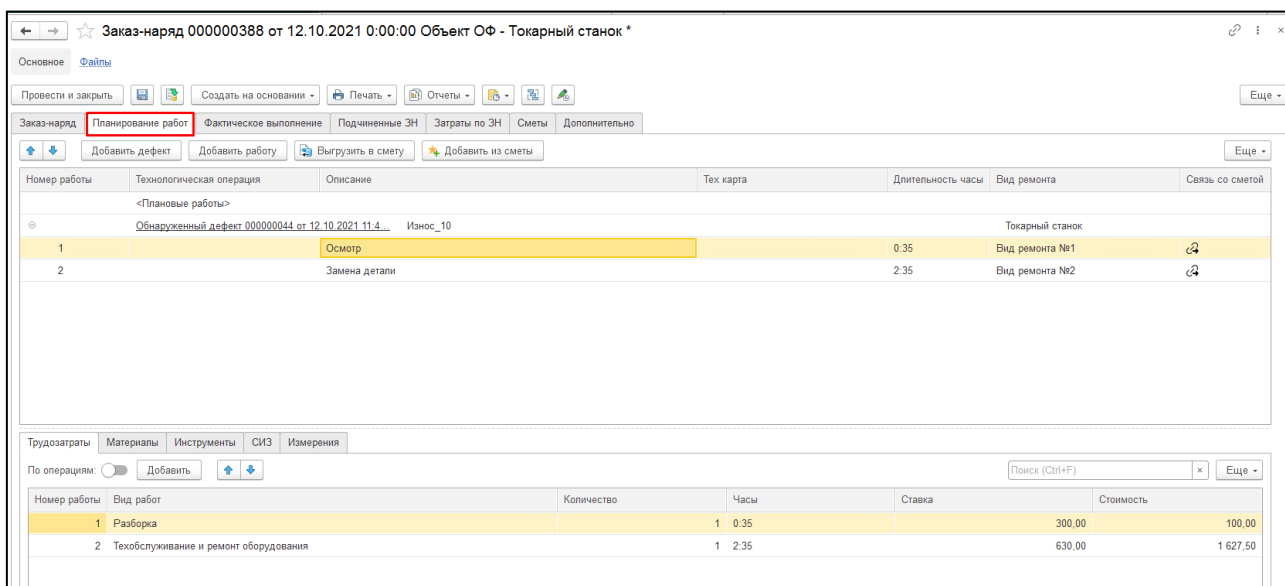 Заказ-наряд 000000388 от 12.10.2021 0:00:00 Объект ОФ - Токарный станок *
Основное Файлы
Провести и закрыть Создать на основании Печать Отчеты Еще
Заказ-наряд Планирование работ Фактическое выполнение Подчиненные ЗН Затраты по ЗН Сметы Дополнительно
Добавить дефект Добавить работу Выгрузить в смету Добавить из сметы Еще
Номер работы Технологическая операция Описание Тех карта Длительность часы Вид ремонта Связь со сметой
<Плановые работы>
Обнаруженный дефект 000000044 от 12.10.2021 11:4... Износ_10 Токарный станок
1 Осмотр 0:35 Вид ремонта №1
2 Замена детали 2:35 Вид ремонта №2
Трудозатраты Материалы Инструменты СИЗ Измерения
По операциям: Добавить Поиск (Ctrl+F) × Еще
Номер работы Вид работ Количество Часы Ставка Стоимость
1 Разборка 1 0:35 300,00 100,00
2 Техобслуживание и ремонт оборудования 1 2:35 630,00 1 627,50